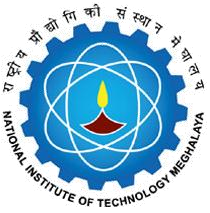 राष्ट्रीय प्रौद्योगिकी संस्थान मेघालय
NATIONAL INSTITUTE OF TECHNOLOGY MEGHALAYA